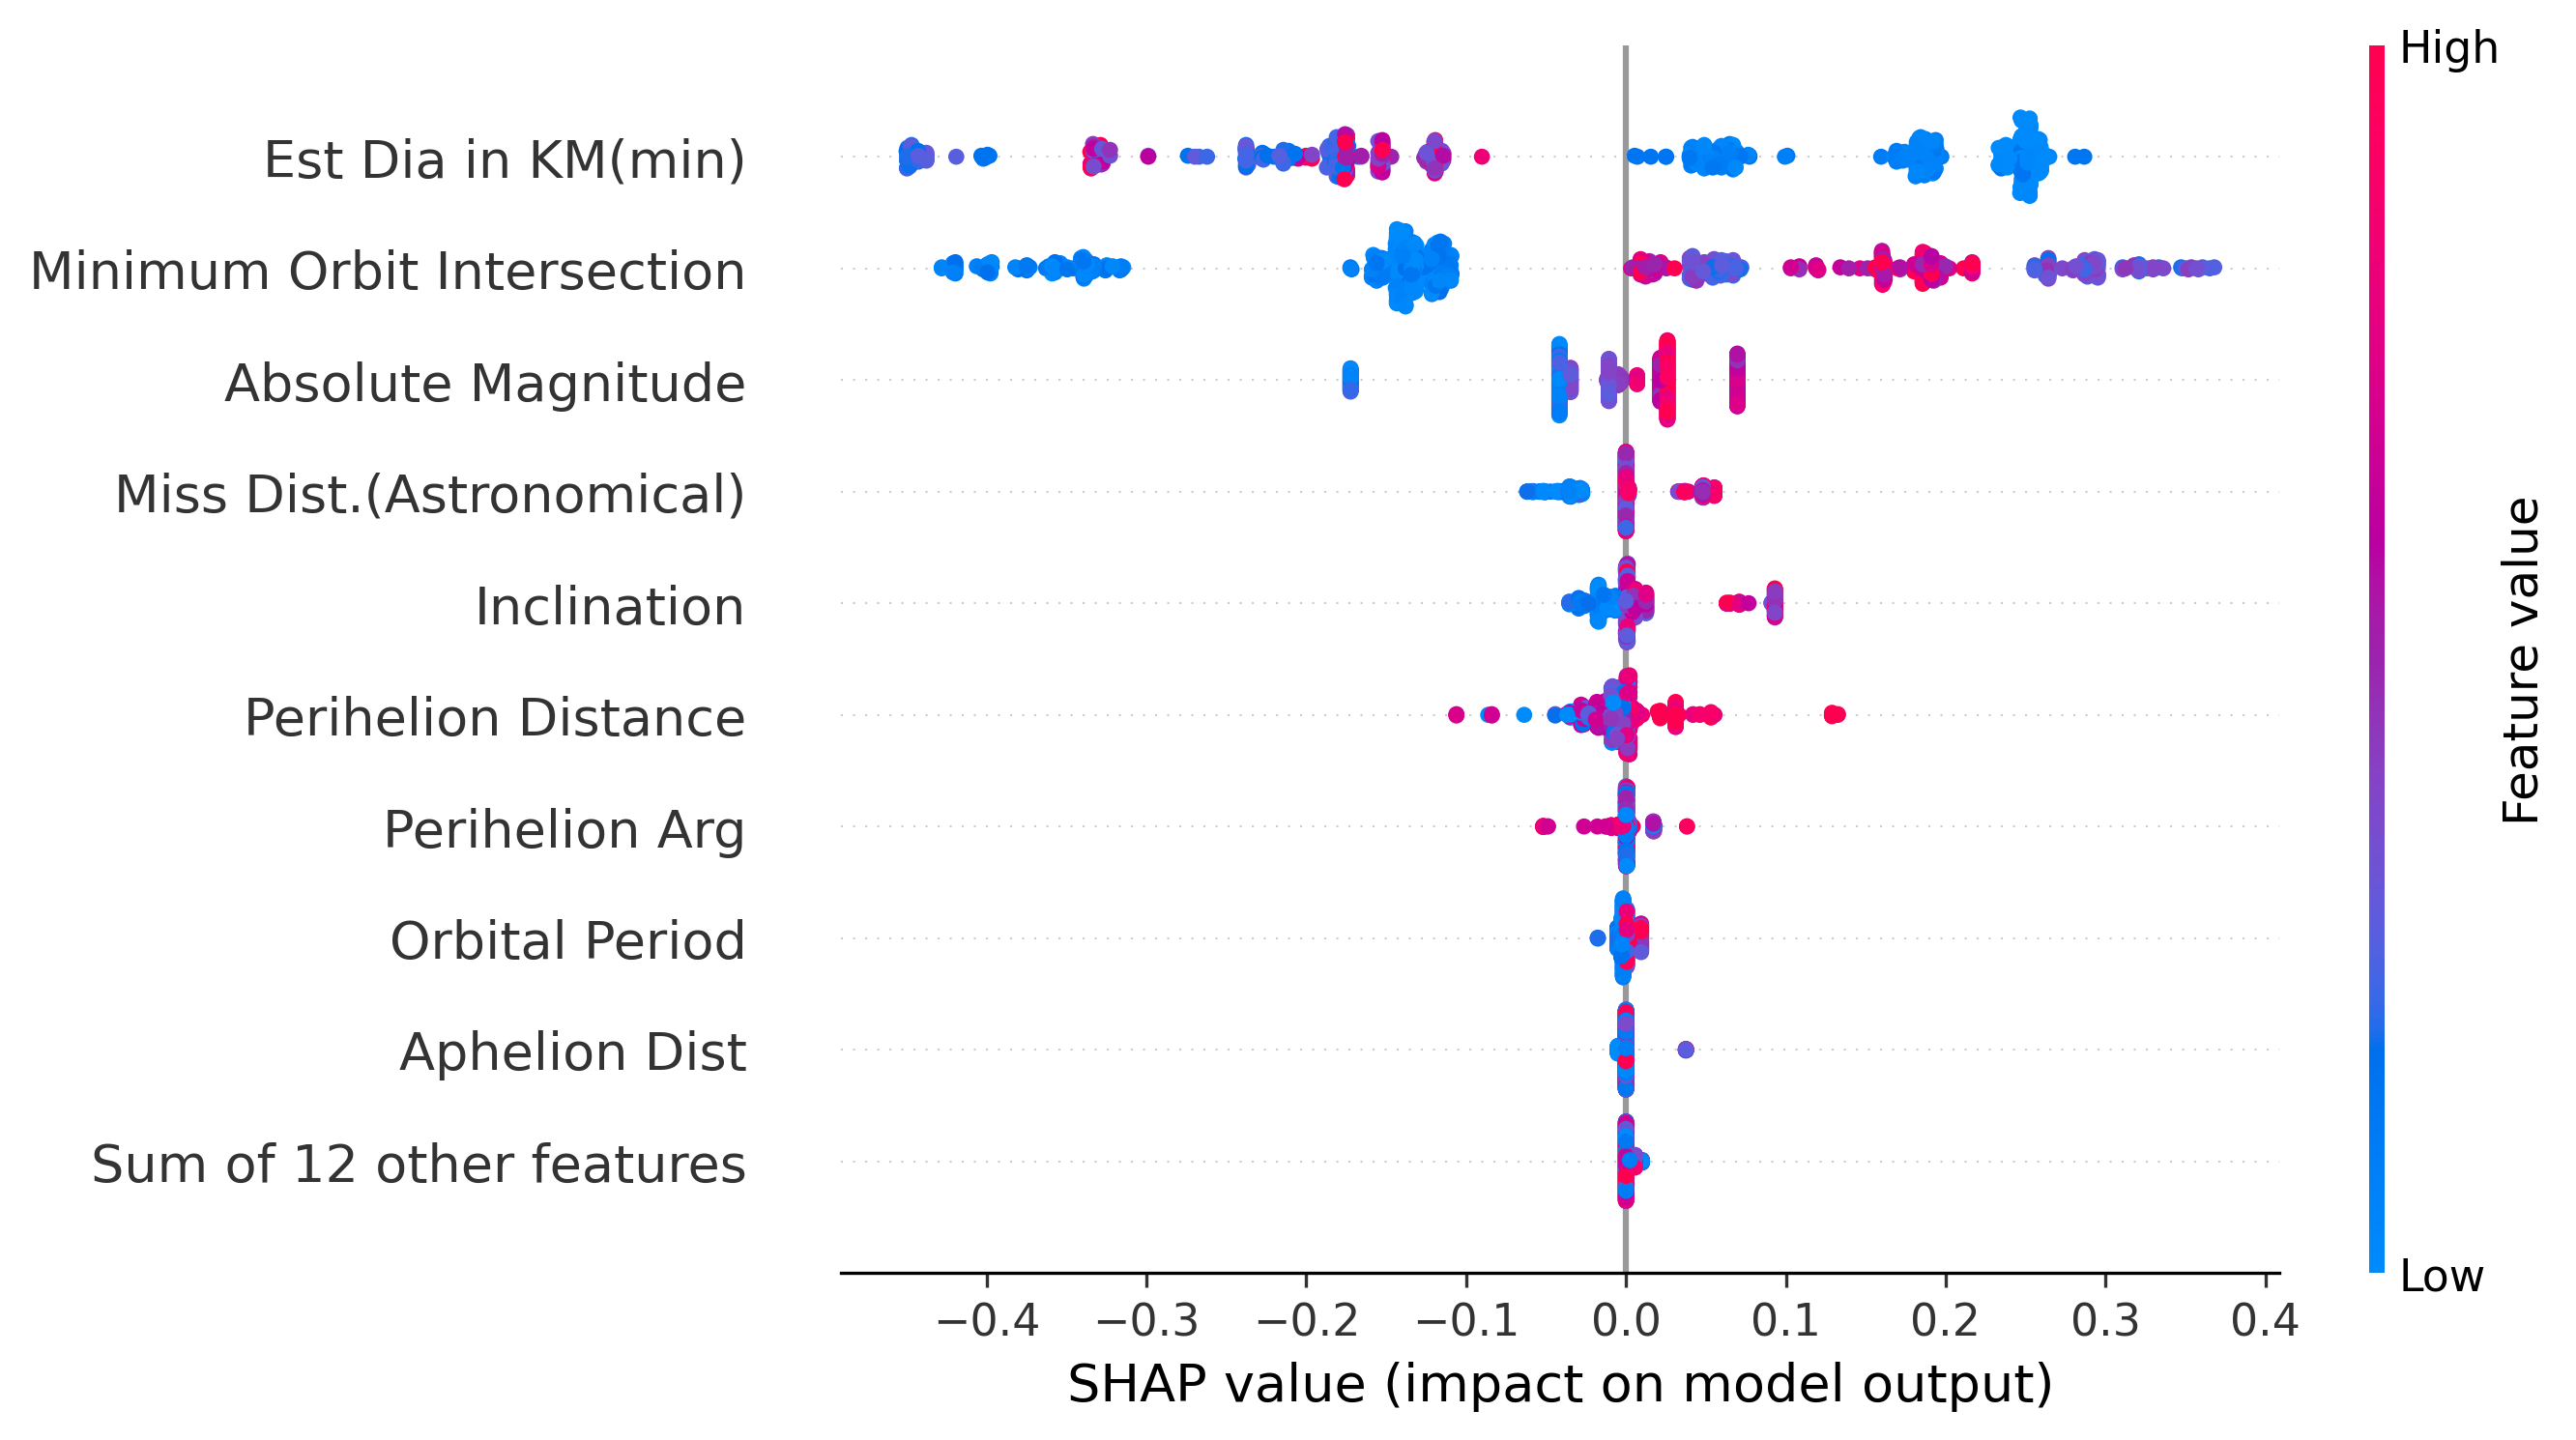 High
Est Dia in KM(min)
Minimum Orbit Intersection
Absolute Magnitude
Miss Dist.(Astronomical)
Inclination
Perihelion Distance
Perihelion Arg
Orbital Period
Aphelion Dist
Sum of 12 other features
Feature value
Low
−0.4 −0.3 −0.2 −0.1 0.0 0.1 0.2 0.3 0.4
SHAP value (impact on model output)